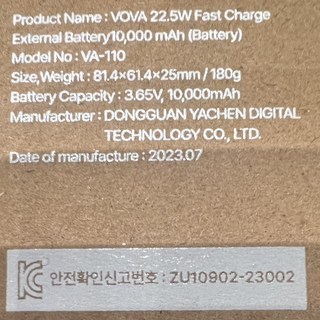 Product Name : VOVA 22.5W Fast Charge
External Battery10,000 mAh (Battery)
Model No : VA-110
Size,Weight : 81.4×61.4×25mm / 180g
Battery Capacity : 3.65V, 10,000mAh
Manufacturer : DONGGUAN YACHEN DIGITAL
TECHNOLOGY CO., LTD.
Date of manufacture : 2023.07
안전확인신고번호 : ZU10902-23002